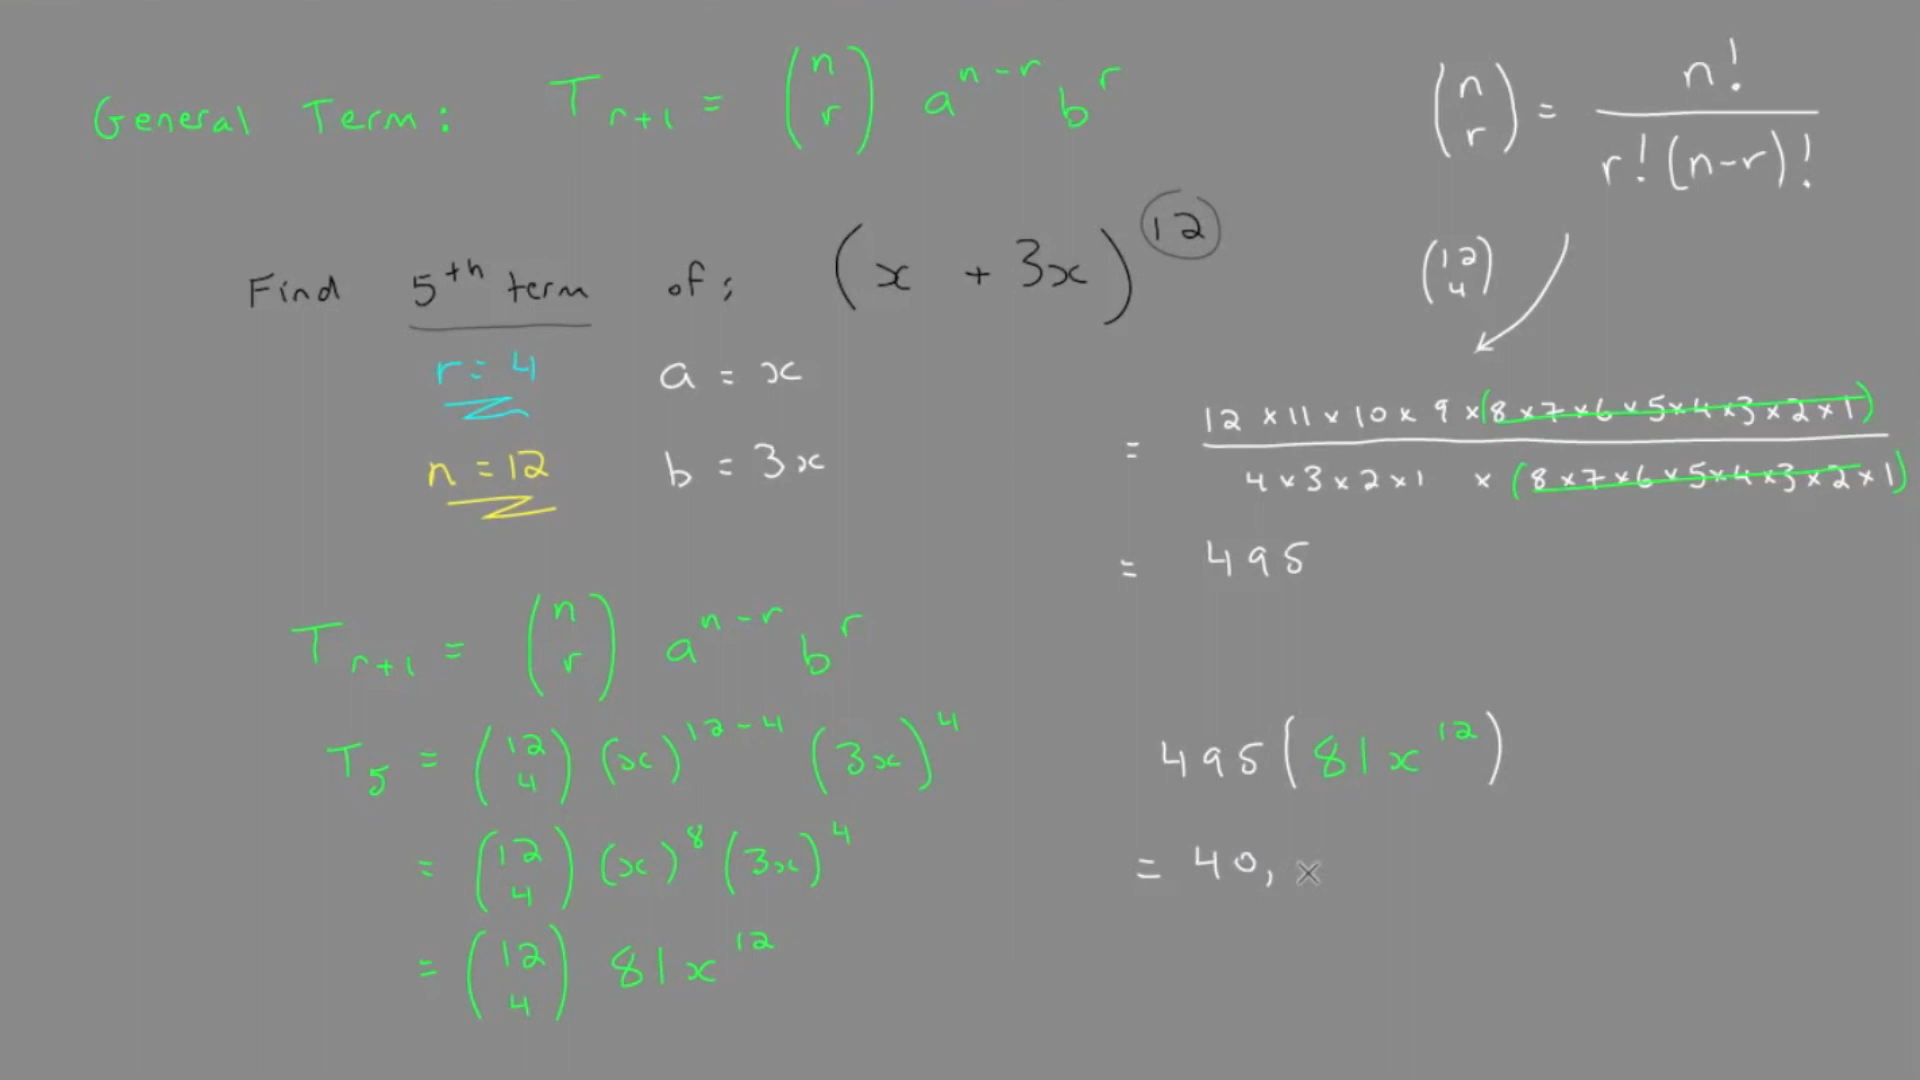 General Term: T r+1 = (n r) a^n-r b^r
(n r) = n! / r!(n-r)!
Find 5th term of; (x + 3x)^12
(12 4)
r = 4 a = x
n = 12 b = 3x
= 12 × 11 × 10 × 9 × (8 × 7 × 6 × 5 × 4 × 3 × 2 × 1)
4 × 3 × 2 × 1 × (8 × 7 × 6 × 5 × 4 × 3 × 2 × 1)
= 495
T r+1 = (n r) a^n-r b^r
T 5 = (12 4) (x)^12-4 (3x)^4
= (12 4) (x)^8 (3x)^4
= (12 4) 81x^12
495(81x^12)
= 40,